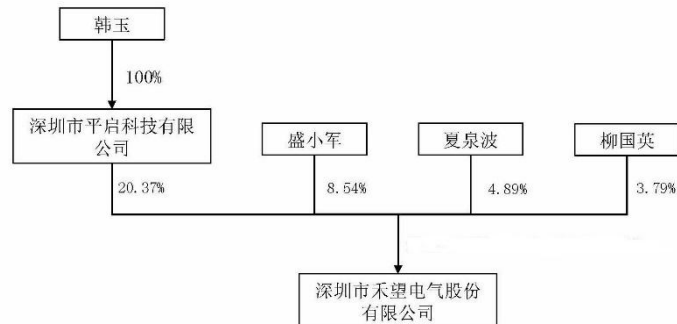 韩玉
100%
深圳市平启科技有限
公司
盛小军
夏泉波
柳国英
20.37%
8.54%
4.89%
3.79%
深圳市禾望电气股份
有限公司